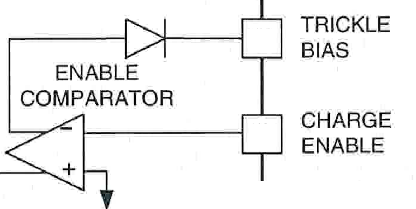 TRICKLE
BIAS
ENABLE
COMPARATOR
−
+
CHARGE
ENABLE